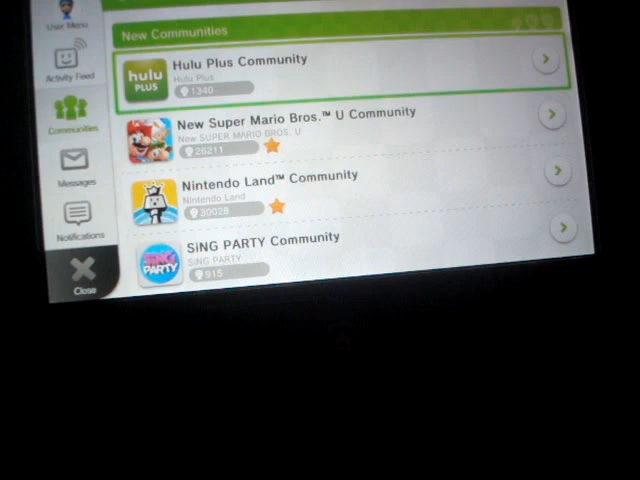 User Menu
Activity Feed
Communities
Messages
Notifications
Close
New Communities
hulu PLUS
Hulu Plus Community
Hulu Plus
1340
New Super Mario Bros.™ U Community
New SUPER MARIO BROS. U
26211
Nintendo Land™ Community
Nintendo Land
30028
SiNG PARTY
SiNG PARTY Community
SiNG PARTY
915